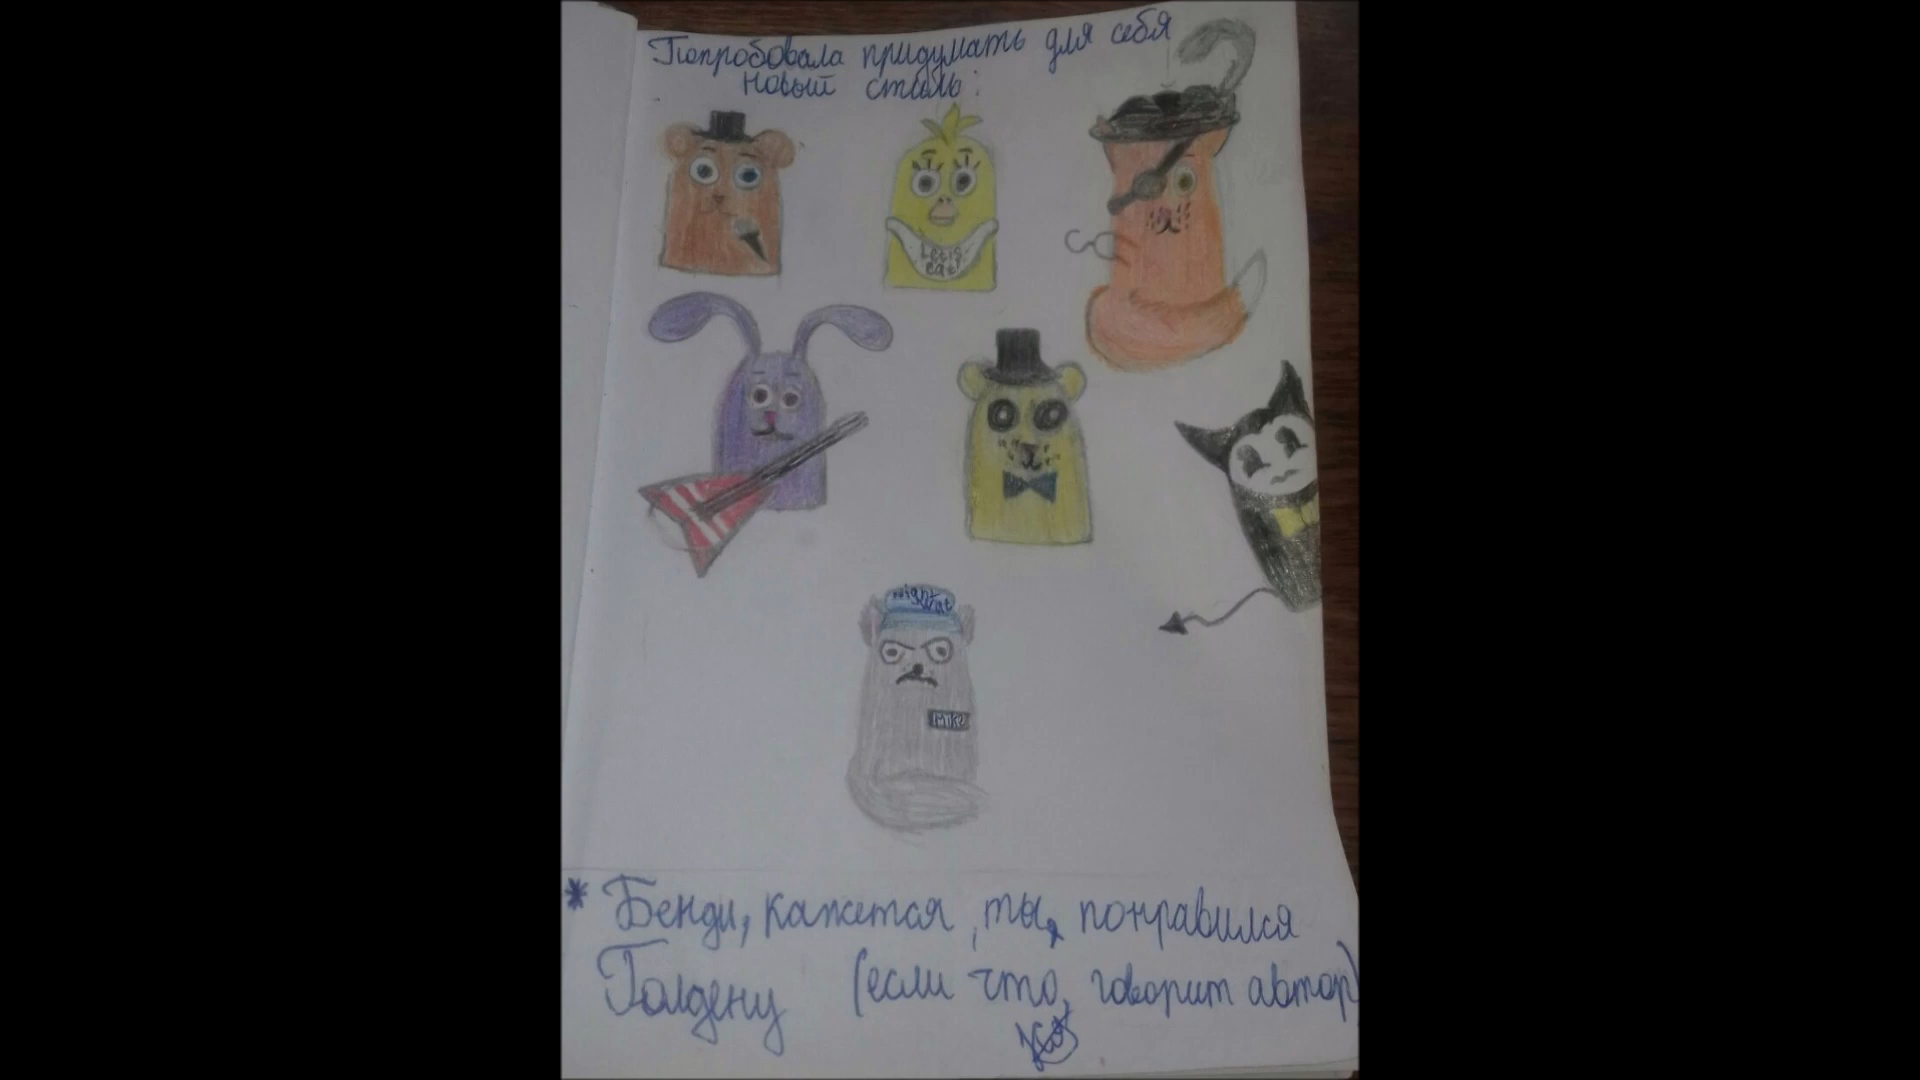 Попробовала придумать для себя
новый стиль:
Let's
eat!
Night
Mike
* Бенди, кажется, ты, понравился
Голдену (если что, говорит автор)